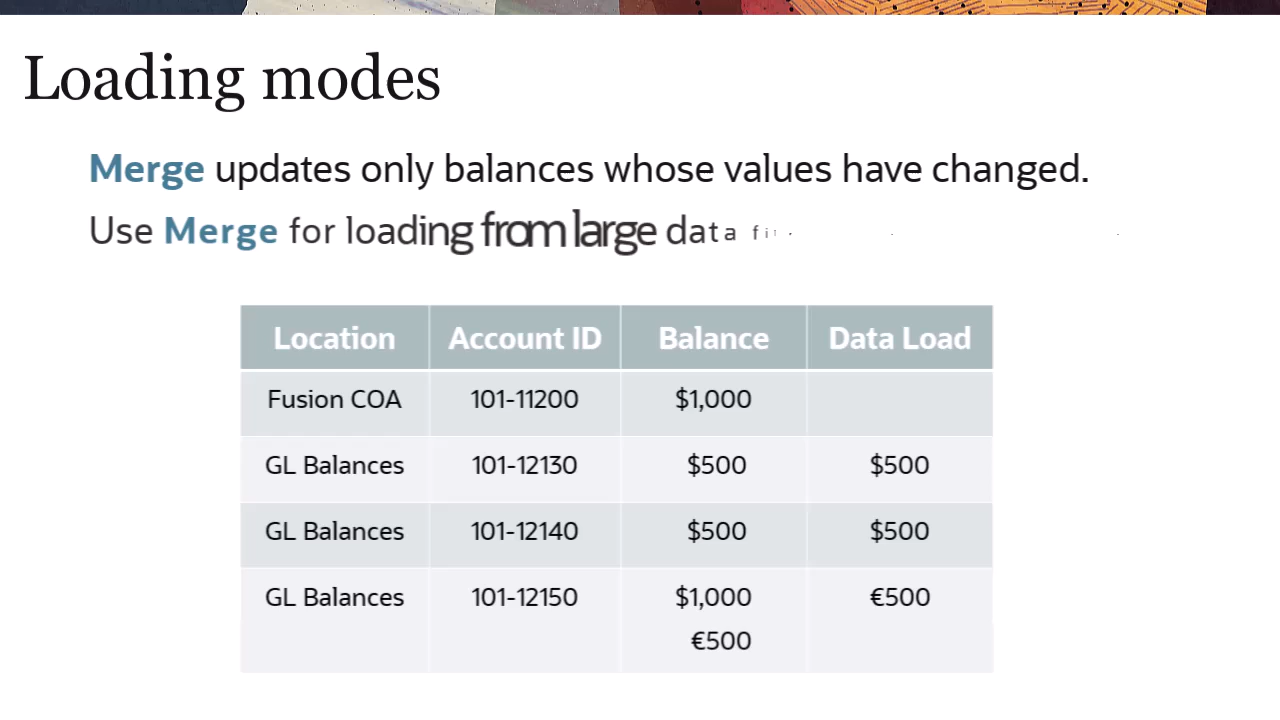 Loading modes
Merge updates only balances whose values have changed.
Use Merge for loading from large data
Location Account ID Balance Data Load
Fusion COA 101-11200 $1,000
GL Balances 101-12130 $500 $500
GL Balances 101-12140 $500 $500
GL Balances 101-12150 $1,000 €500
€500